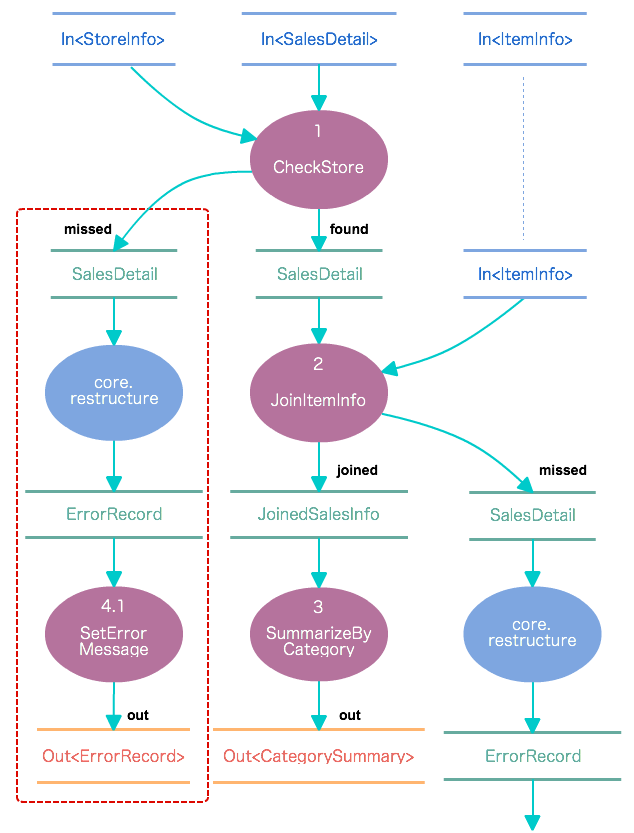 In<StoreInfo>
In<SalesDetail>
In<ItemInfo>
1
CheckStore
missed
found
SalesDetail
SalesDetail
In<ItemInfo>
core.
restructure
2
JoinItemInfo
joined
missed
ErrorRecord
JoinedSalesInfo
SalesDetail
4.1
SetError
Message
3
SummarizeBy
Category
core.
restructure
out
out
Out<ErrorRecord>
Out<CategorySummary>
ErrorRecord